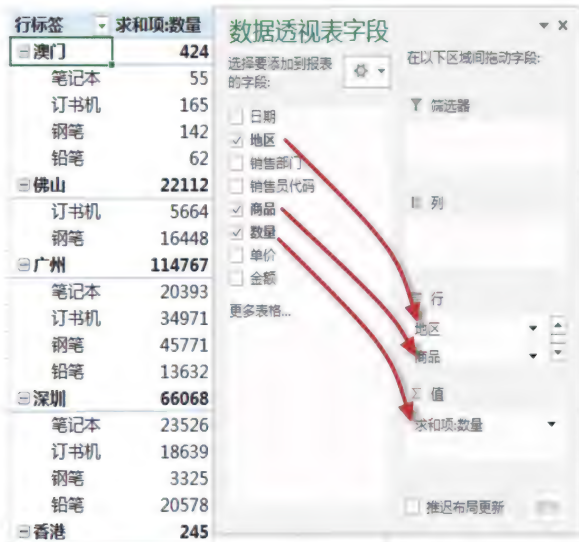 行标签 求和项:数量
澳门 424
笔记本 55
订书机 165
钢笔 142
铅笔 62
佛山 22112
订书机 5664
钢笔 16448
广州 114767
笔记本 20393
订书机 34971
钢笔 45771
铅笔 13632
深圳 66068
笔记本 23526
订书机 18639
钢笔 3325
铅笔 20578
香港 245
数据透视表字段
选择要添加到报表
的字段:
日期
地区
销售部门
销售员代码
商品
数量
单价
金额
更多表格...
在以下区域间拖动字段:
筛选器
列
行
地区
商品
Σ 值
求和项:数量
推迟布局更新